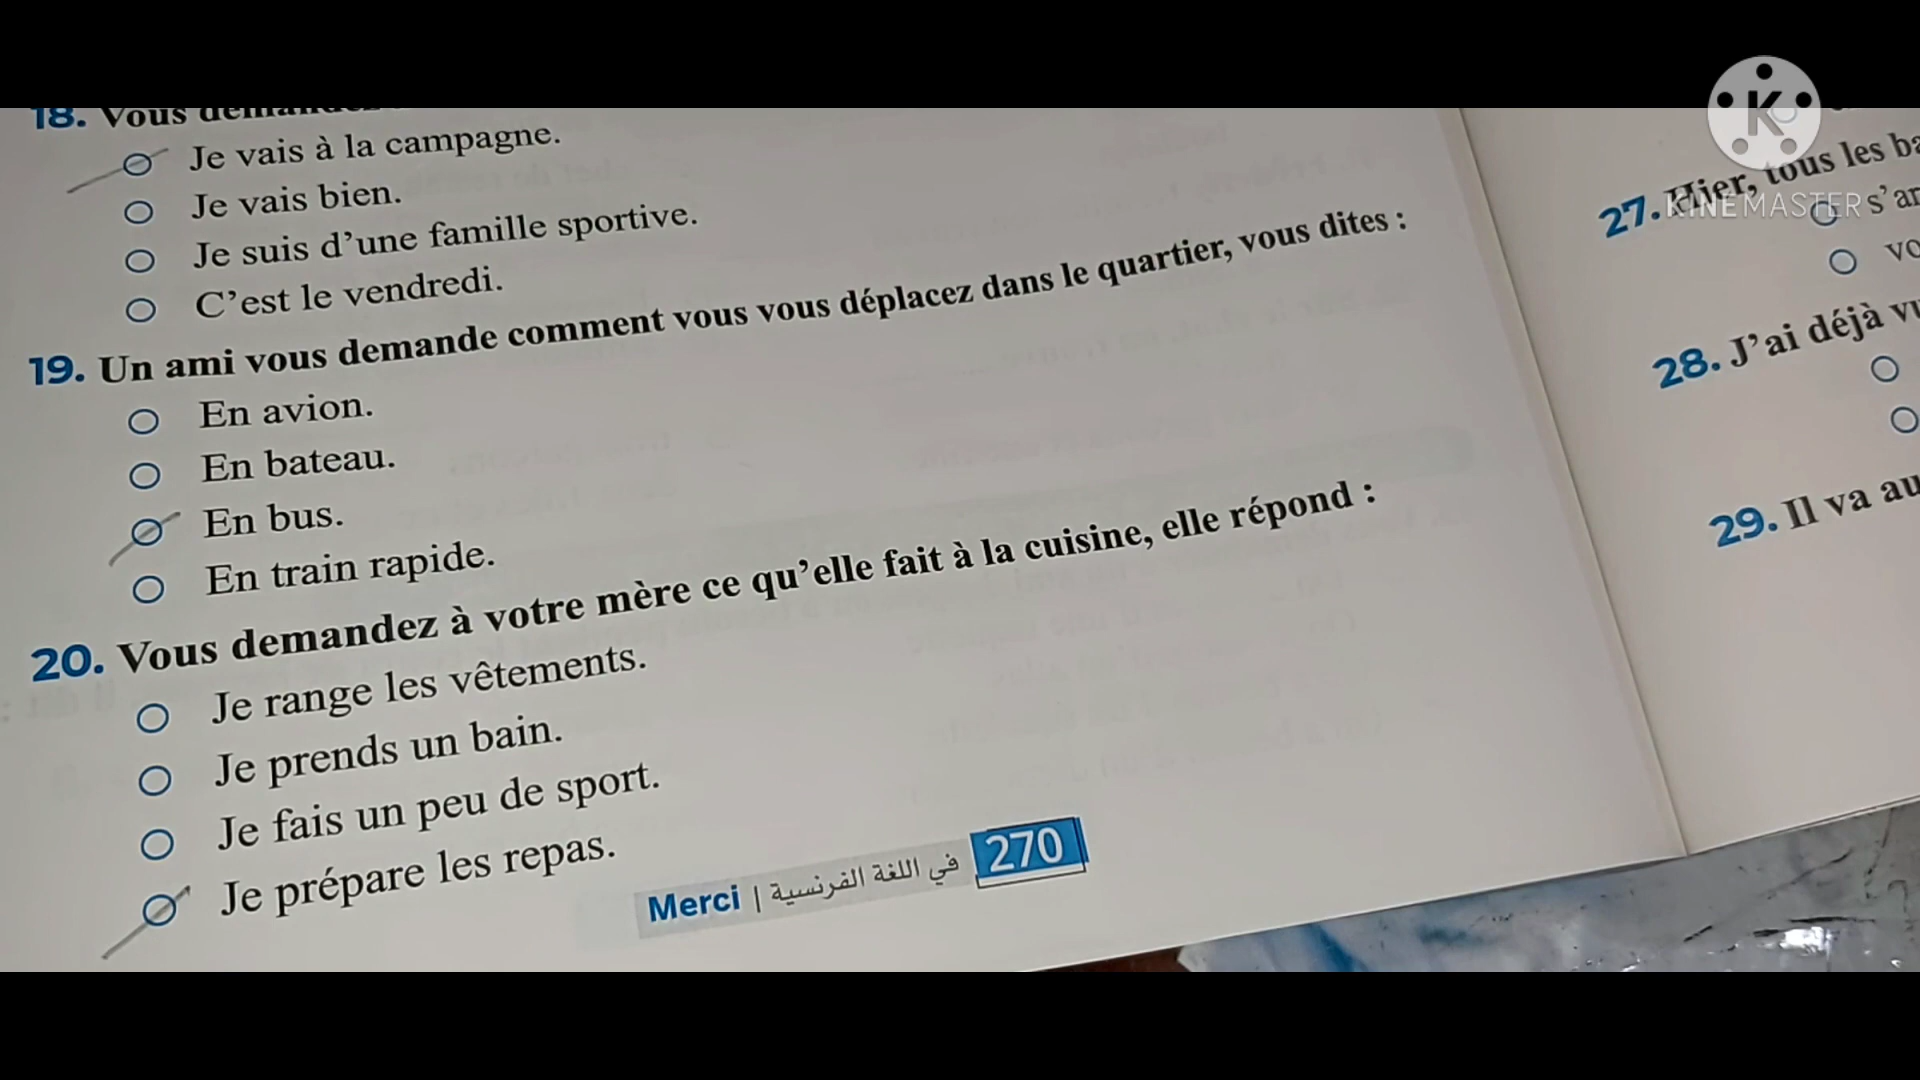 18. Vous demandez
Je vais à la campagne.
Je vais bien.
Je suis d’une famille sportive.
C’est le vendredi.
19. Un ami vous demande comment vous vous déplacez dans le quartier, vous dites :
En avion.
En bateau.
En bus.
En train rapide.
20. Vous demandez à votre mère ce qu’elle fait à la cuisine, elle répond :
Je range les vêtements.
Je prends un bain.
Je fais un peu de sport.
Je prépare les repas.
Merci | في اللغة الفرنسية 270
27. Hier, tous les
28. J’ai déjà
29. Il va
K
KINEMASTER